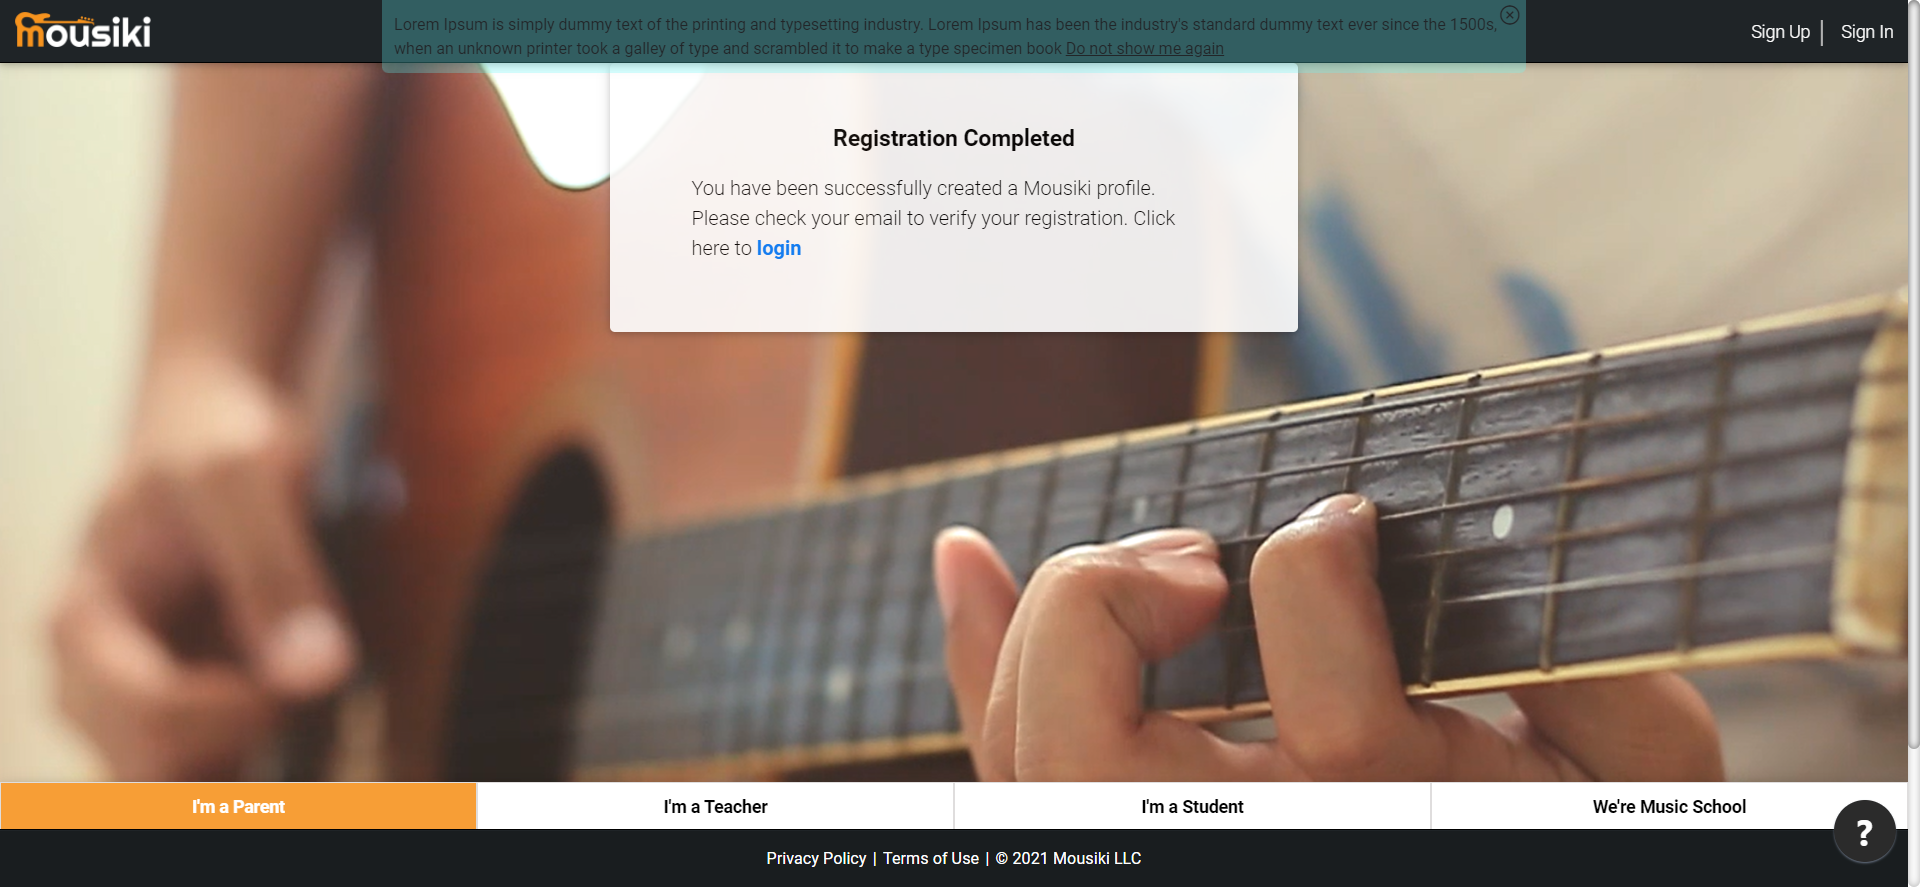 mousiki
Lorem Ipsum is simply dummy text of the printing and typesetting industry. Lorem Ipsum has been the industry's standard dummy text ever since the 1500s,
when an unknown printer took a galley of type and scrambled it to make a type specimen book Do not show me again
Sign Up | Sign In
Registration Completed
You have been successfully created a Mousiki profile.
Please check your email to verify your registration. Click
here to login
I'm a Parent
I'm a Teacher
I'm a Student
We're Music School
?
Privacy Policy | Terms of Use | © 2021 Mousiki LLC